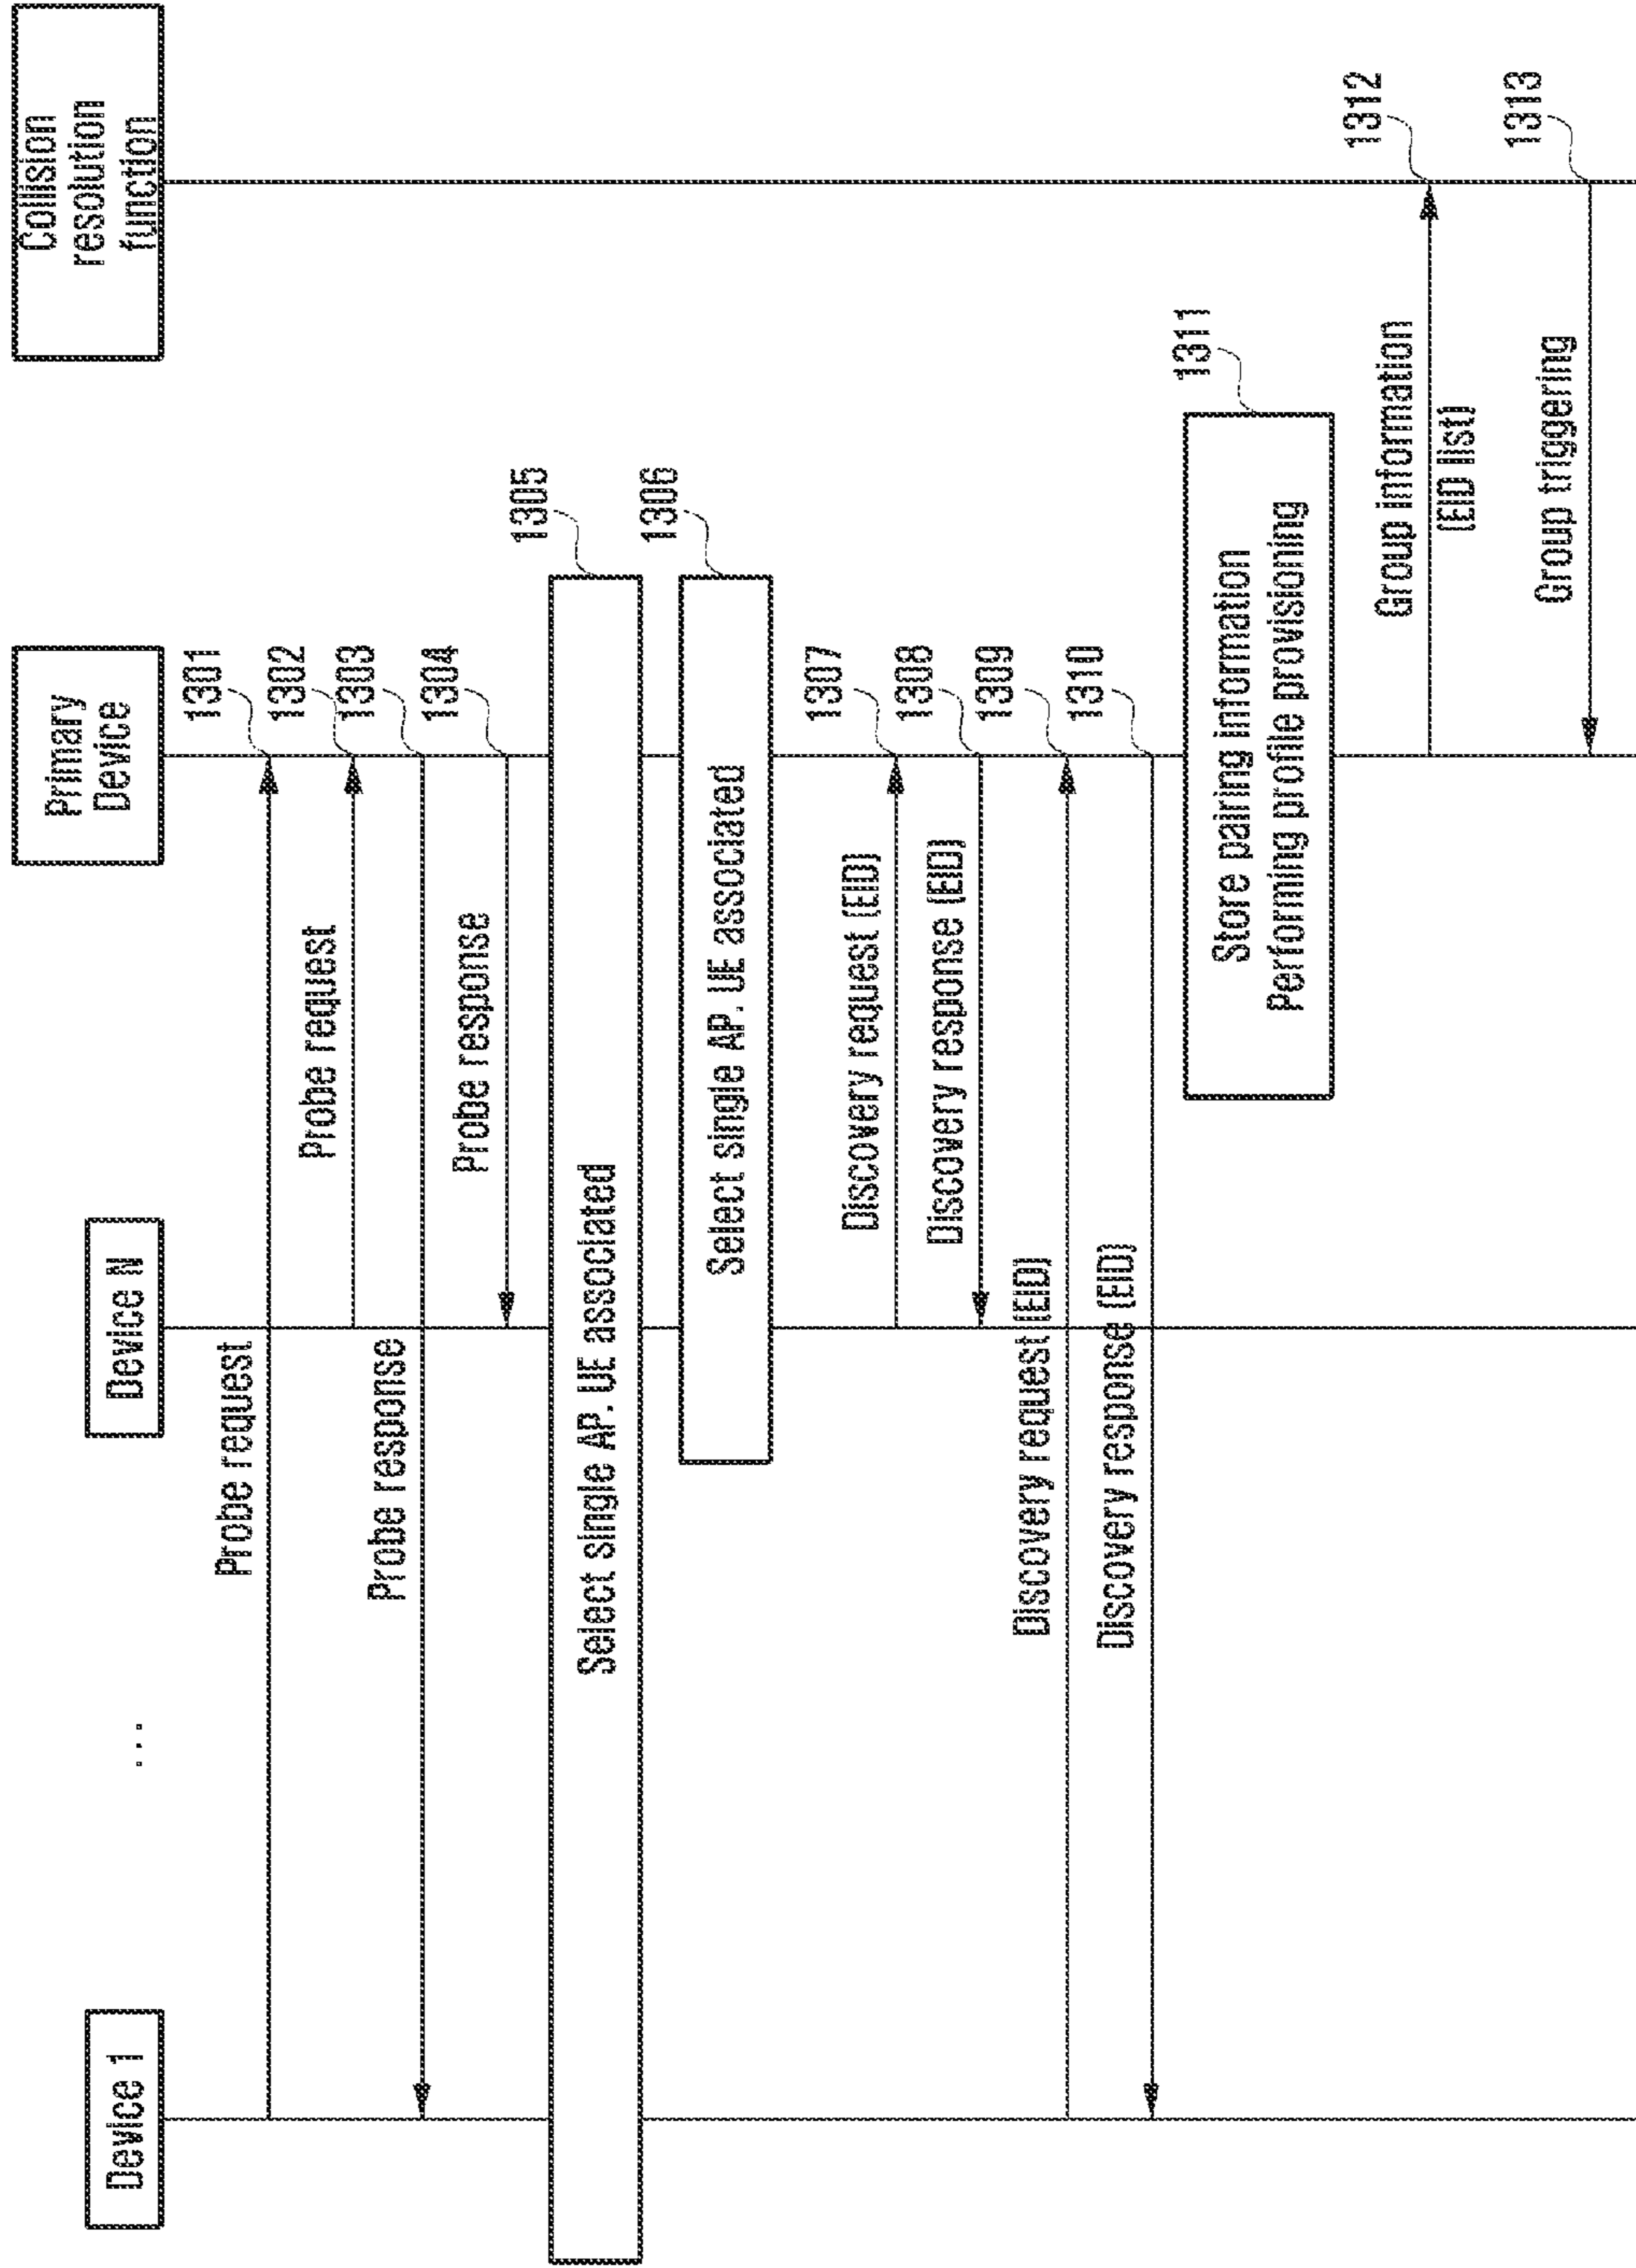 Device 1
...
Device N
Primary
Device
Collision
resolution
function
Probe request
1301
Probe request
1302
Probe response
1303
Probe response
1304
Select single AP. UE associated
1305
Select single AP. UE associated
1306
Discovery request (EID)
1307
Discovery response (EID)
1308
Discovery request (EID)
1309
Discovery response (EID)
1310
Store pairing information
Performing profile provisioning
1311
Group information
(EID list)
1312
Group triggering
1313